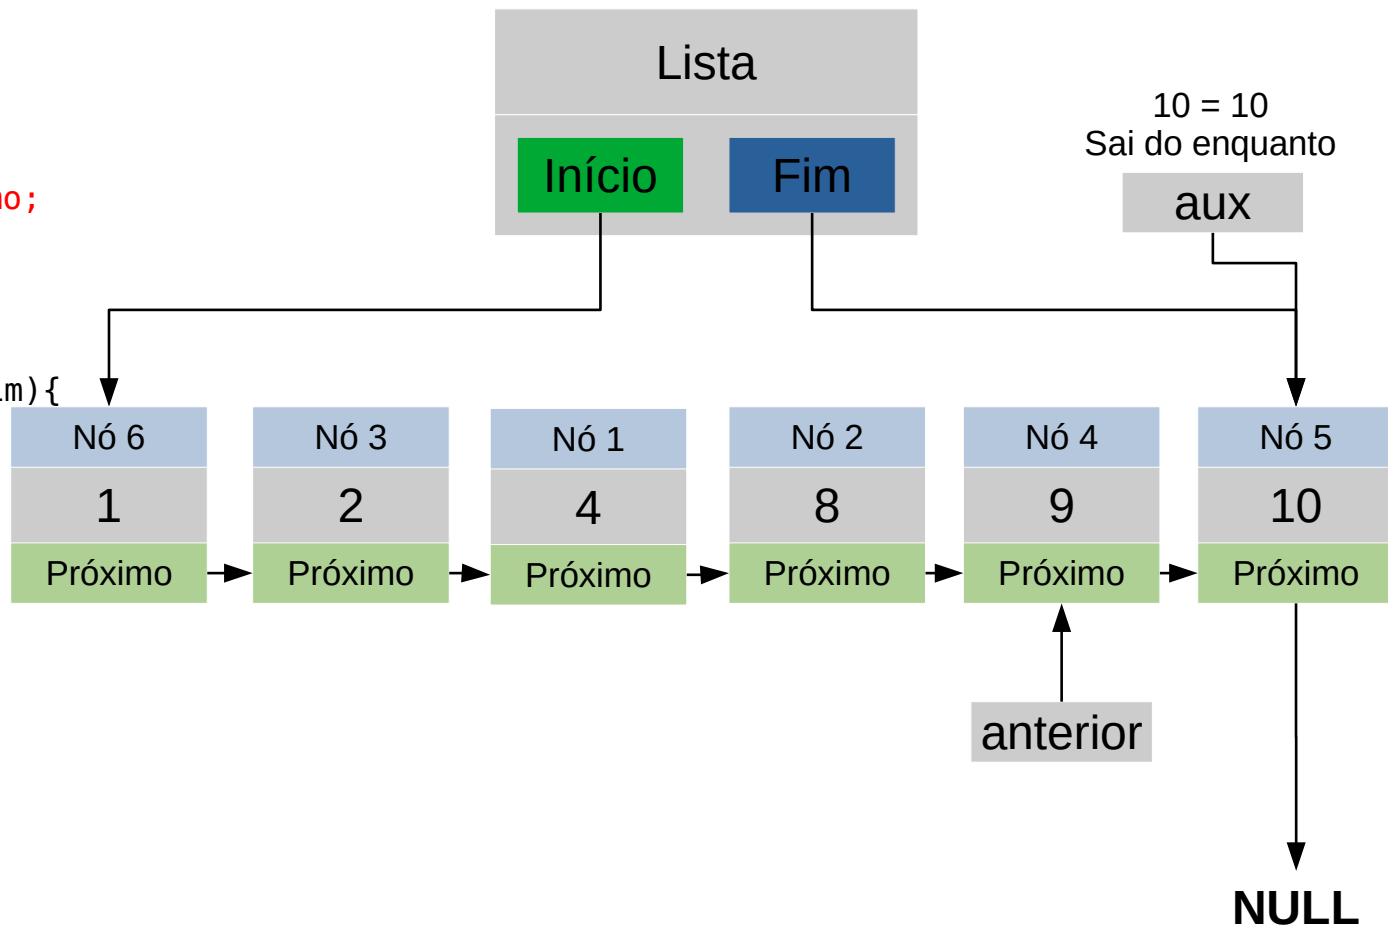 Lista
10 = 10
Sai do enquanto
Início Fim
aux
o;
m){
Nó 6 Nó 3 Nó 1 Nó 2 Nó 4 Nó 5
1 2 4 8 9 10
Próximo Próximo Próximo Próximo Próximo Próximo
anterior
NULL